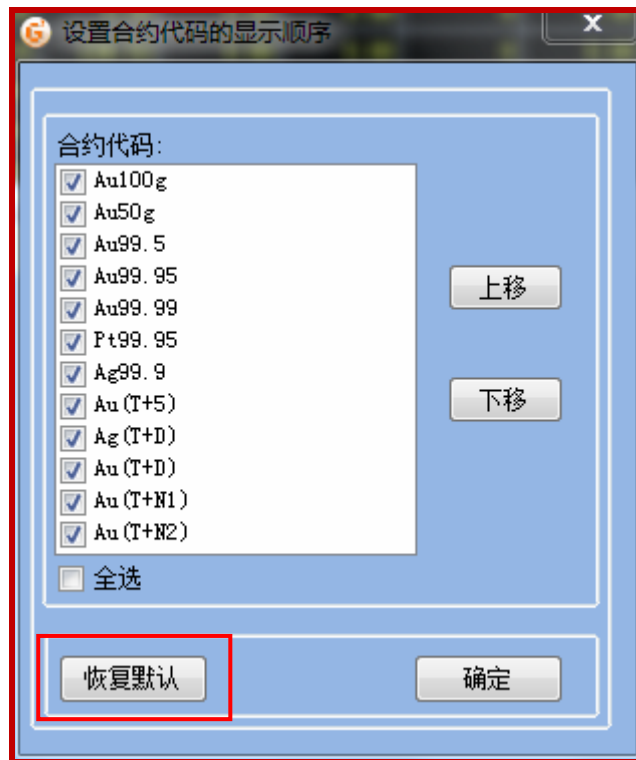 设置合约代码的显示顺序
合约代码:
Au100g
Au50g
Au99.5
Au99.95
Au99.99
Pt99.95
Ag99.9
Au(T+5)
Ag(T+D)
Au(T+D)
Au(T+N1)
Au(T+N2)
上移
下移
全选
恢复默认
确定